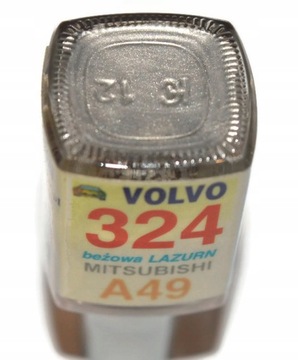 VOLVO
324
beżowa LAZURN
MITSUBISHI
A49